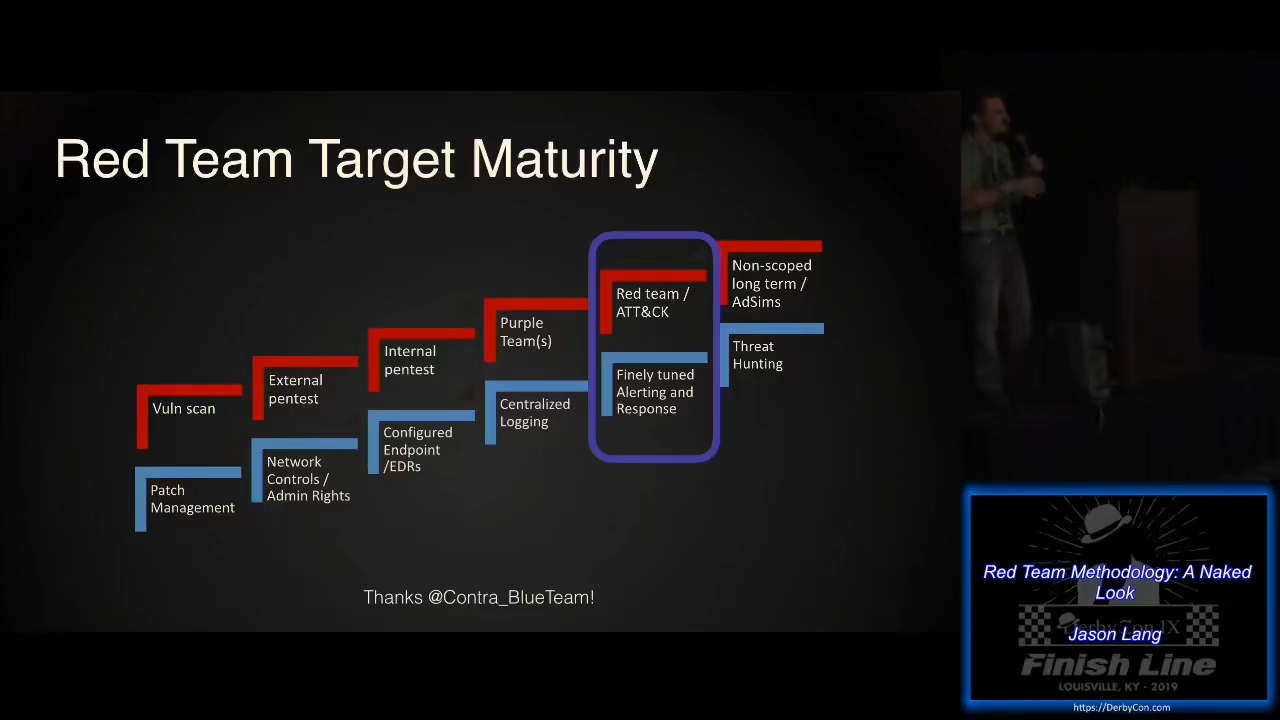 Red Team Target Maturity
Vuln scan
External
pentest
Internal
pentest
Purple
Team(s)
Red team /
ATT&CK
Non-scoped
long term /
AdSims
Patch
Management
Network
Controls /
Admin Rights
Configured
Endpoint
/EDRs
Centralized
Logging
Finely tuned
Alerting and
Response
Threat
Hunting
Thanks @Contra_BlueTeam!
Red Team Methodology: A Naked
Look
DerbyCon IX
Jason Lang
Finish Line
LOUISVILLE, KY - 2019
https://DerbyCon.com